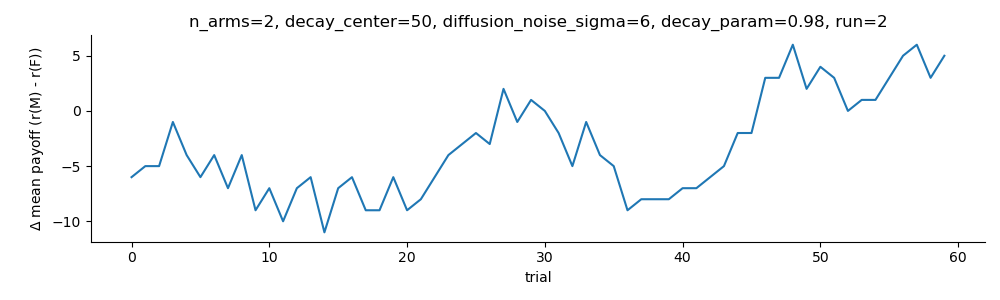 n_arms=2, decay_center=50, diffusion_noise_sigma=6, decay_param=0.98, run=2
Δ mean payoff (r(M) - r(F))
5
0
−5
−10
0 10 20 30 40 50 60
trial